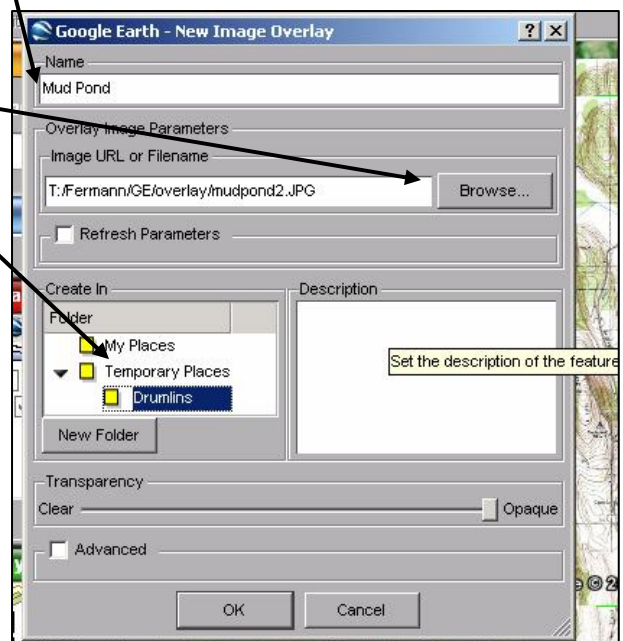 Google Earth - New Image Overlay
Name
Mud Pond
Overlay Image Parameters
Image URL or Filename
T:/Fermann/GE/overlay/mudpond2.JPG
Browse...
Refresh Parameters
Create In
Description
Folder
My Places
Temporary Places
Drumlins
New Folder
Set the description of the feature
Transparency
Clear
Opaque
Advanced
OK
Cancel